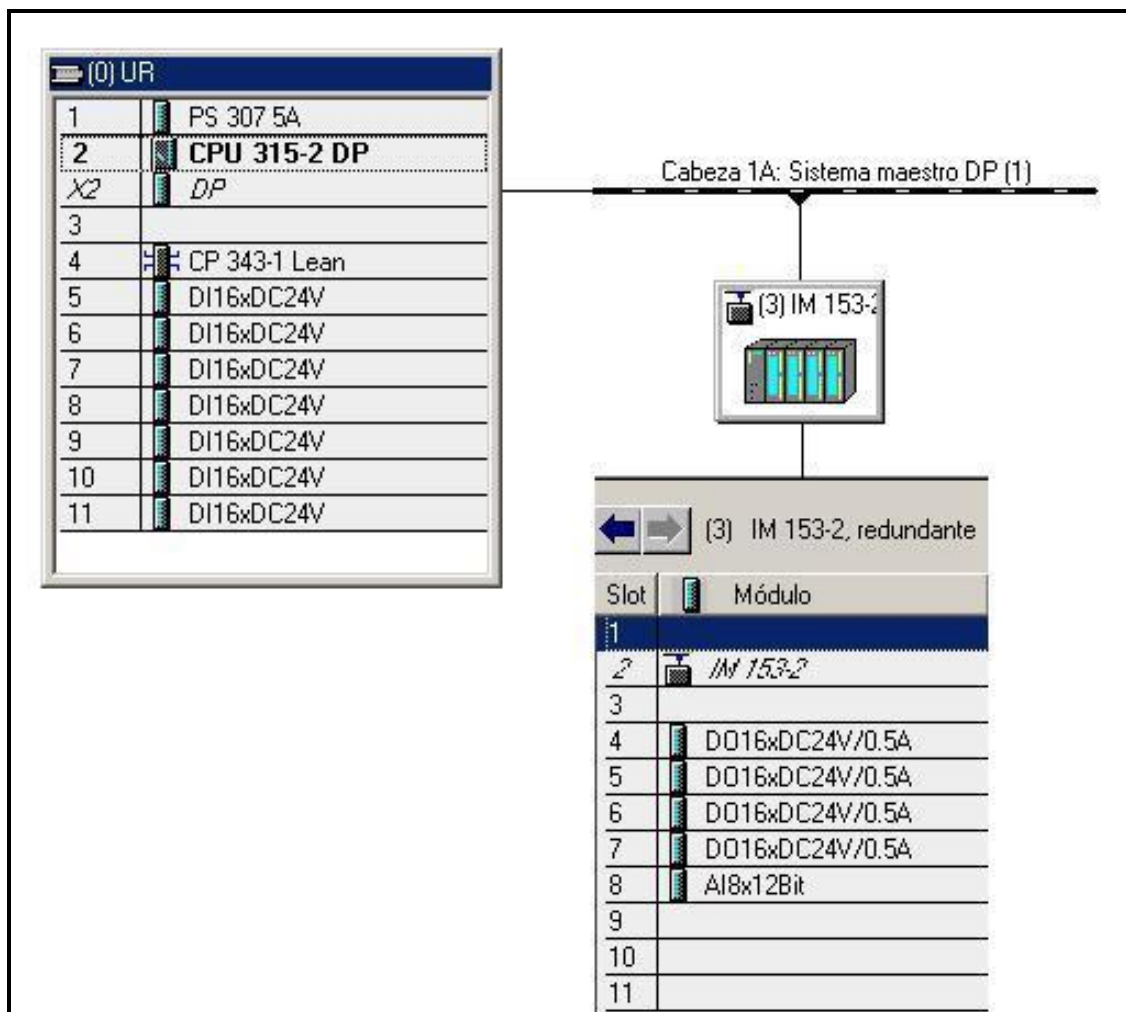 (0) UR
1 PS 307 5A
2 CPU 315-2 DP
X2 DP
3
4 CP 343-1 Lean
5 DI16xDC24V
6 DI16xDC24V
7 DI16xDC24V
8 DI16xDC24V
9 DI16xDC24V
10 DI16xDC24V
11 DI16xDC24V
Cabeza 1A: Sistema maestro DP (1)
(3) IM 153-2
(3) IM 153-2, redundante
Slot Módulo
1
2 IM 153-2
3
4 DO16xDC24V/0.5A
5 DO16xDC24V/0.5A
6 DO16xDC24V/0.5A
7 DO16xDC24V/0.5A
8 AI8x12Bit
9
10
11